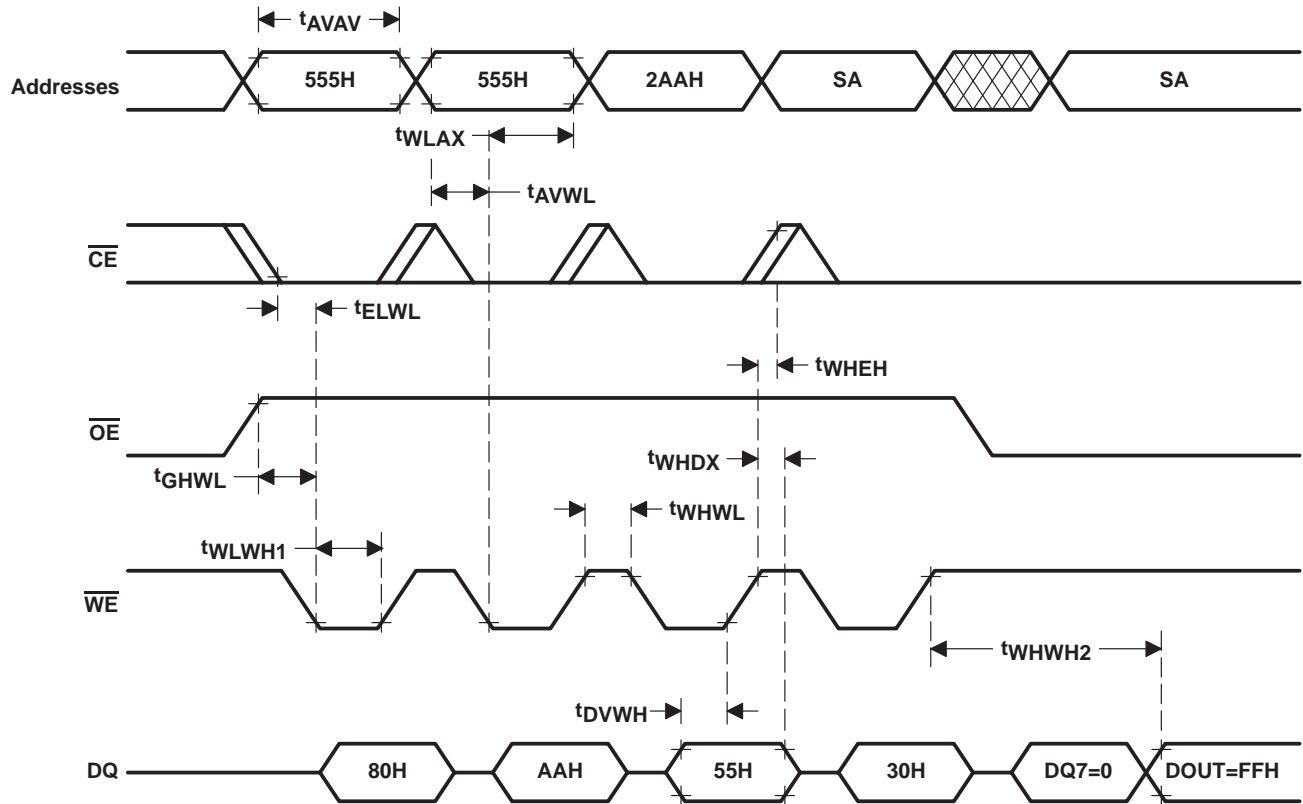 tAVAV
Addresses 555H 555H 2AAH SA SA
tWLAX
tAVWL
CE
tELWL
tWHEH
OE
tWHDX
tGHWL
tWHWL
tWLWH1
WE
tWHWH2
tDVWH
DQ 80H AAH 55H 30H DQ7=0 DOUT=FFH